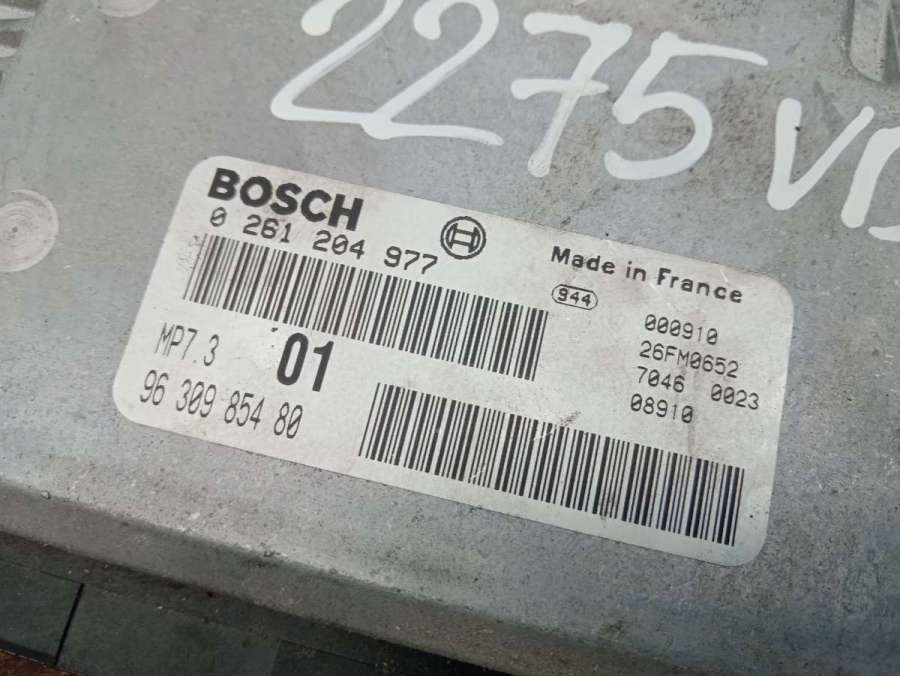 2275
BOSCH
0 261 204 977
Made in France
944
000910
26FM0652
7046 0023
08910
MP7.3
01
96 309 854 80